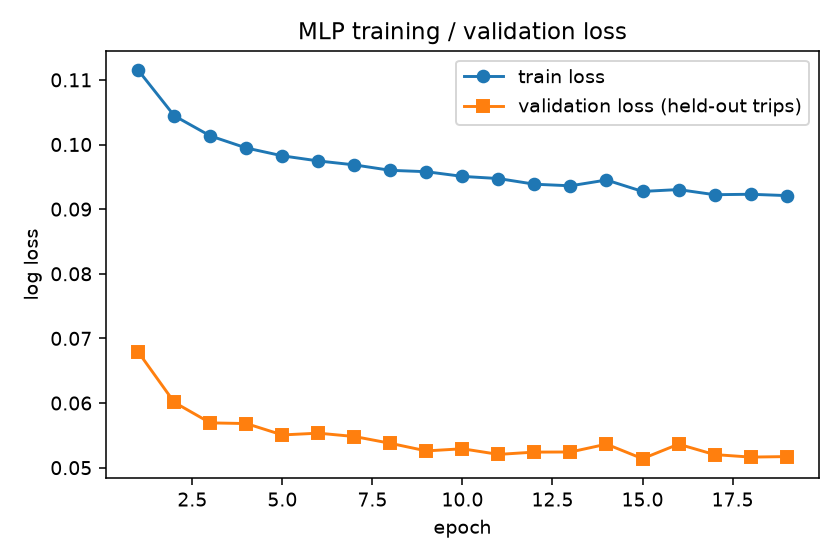 MLP training / validation loss
train loss
validation loss (held-out trips)
0.11
0.10
0.09
0.08
0.07
0.06
0.05
log loss
2.5 5.0 7.5 10.0 12.5 15.0 17.5
epoch